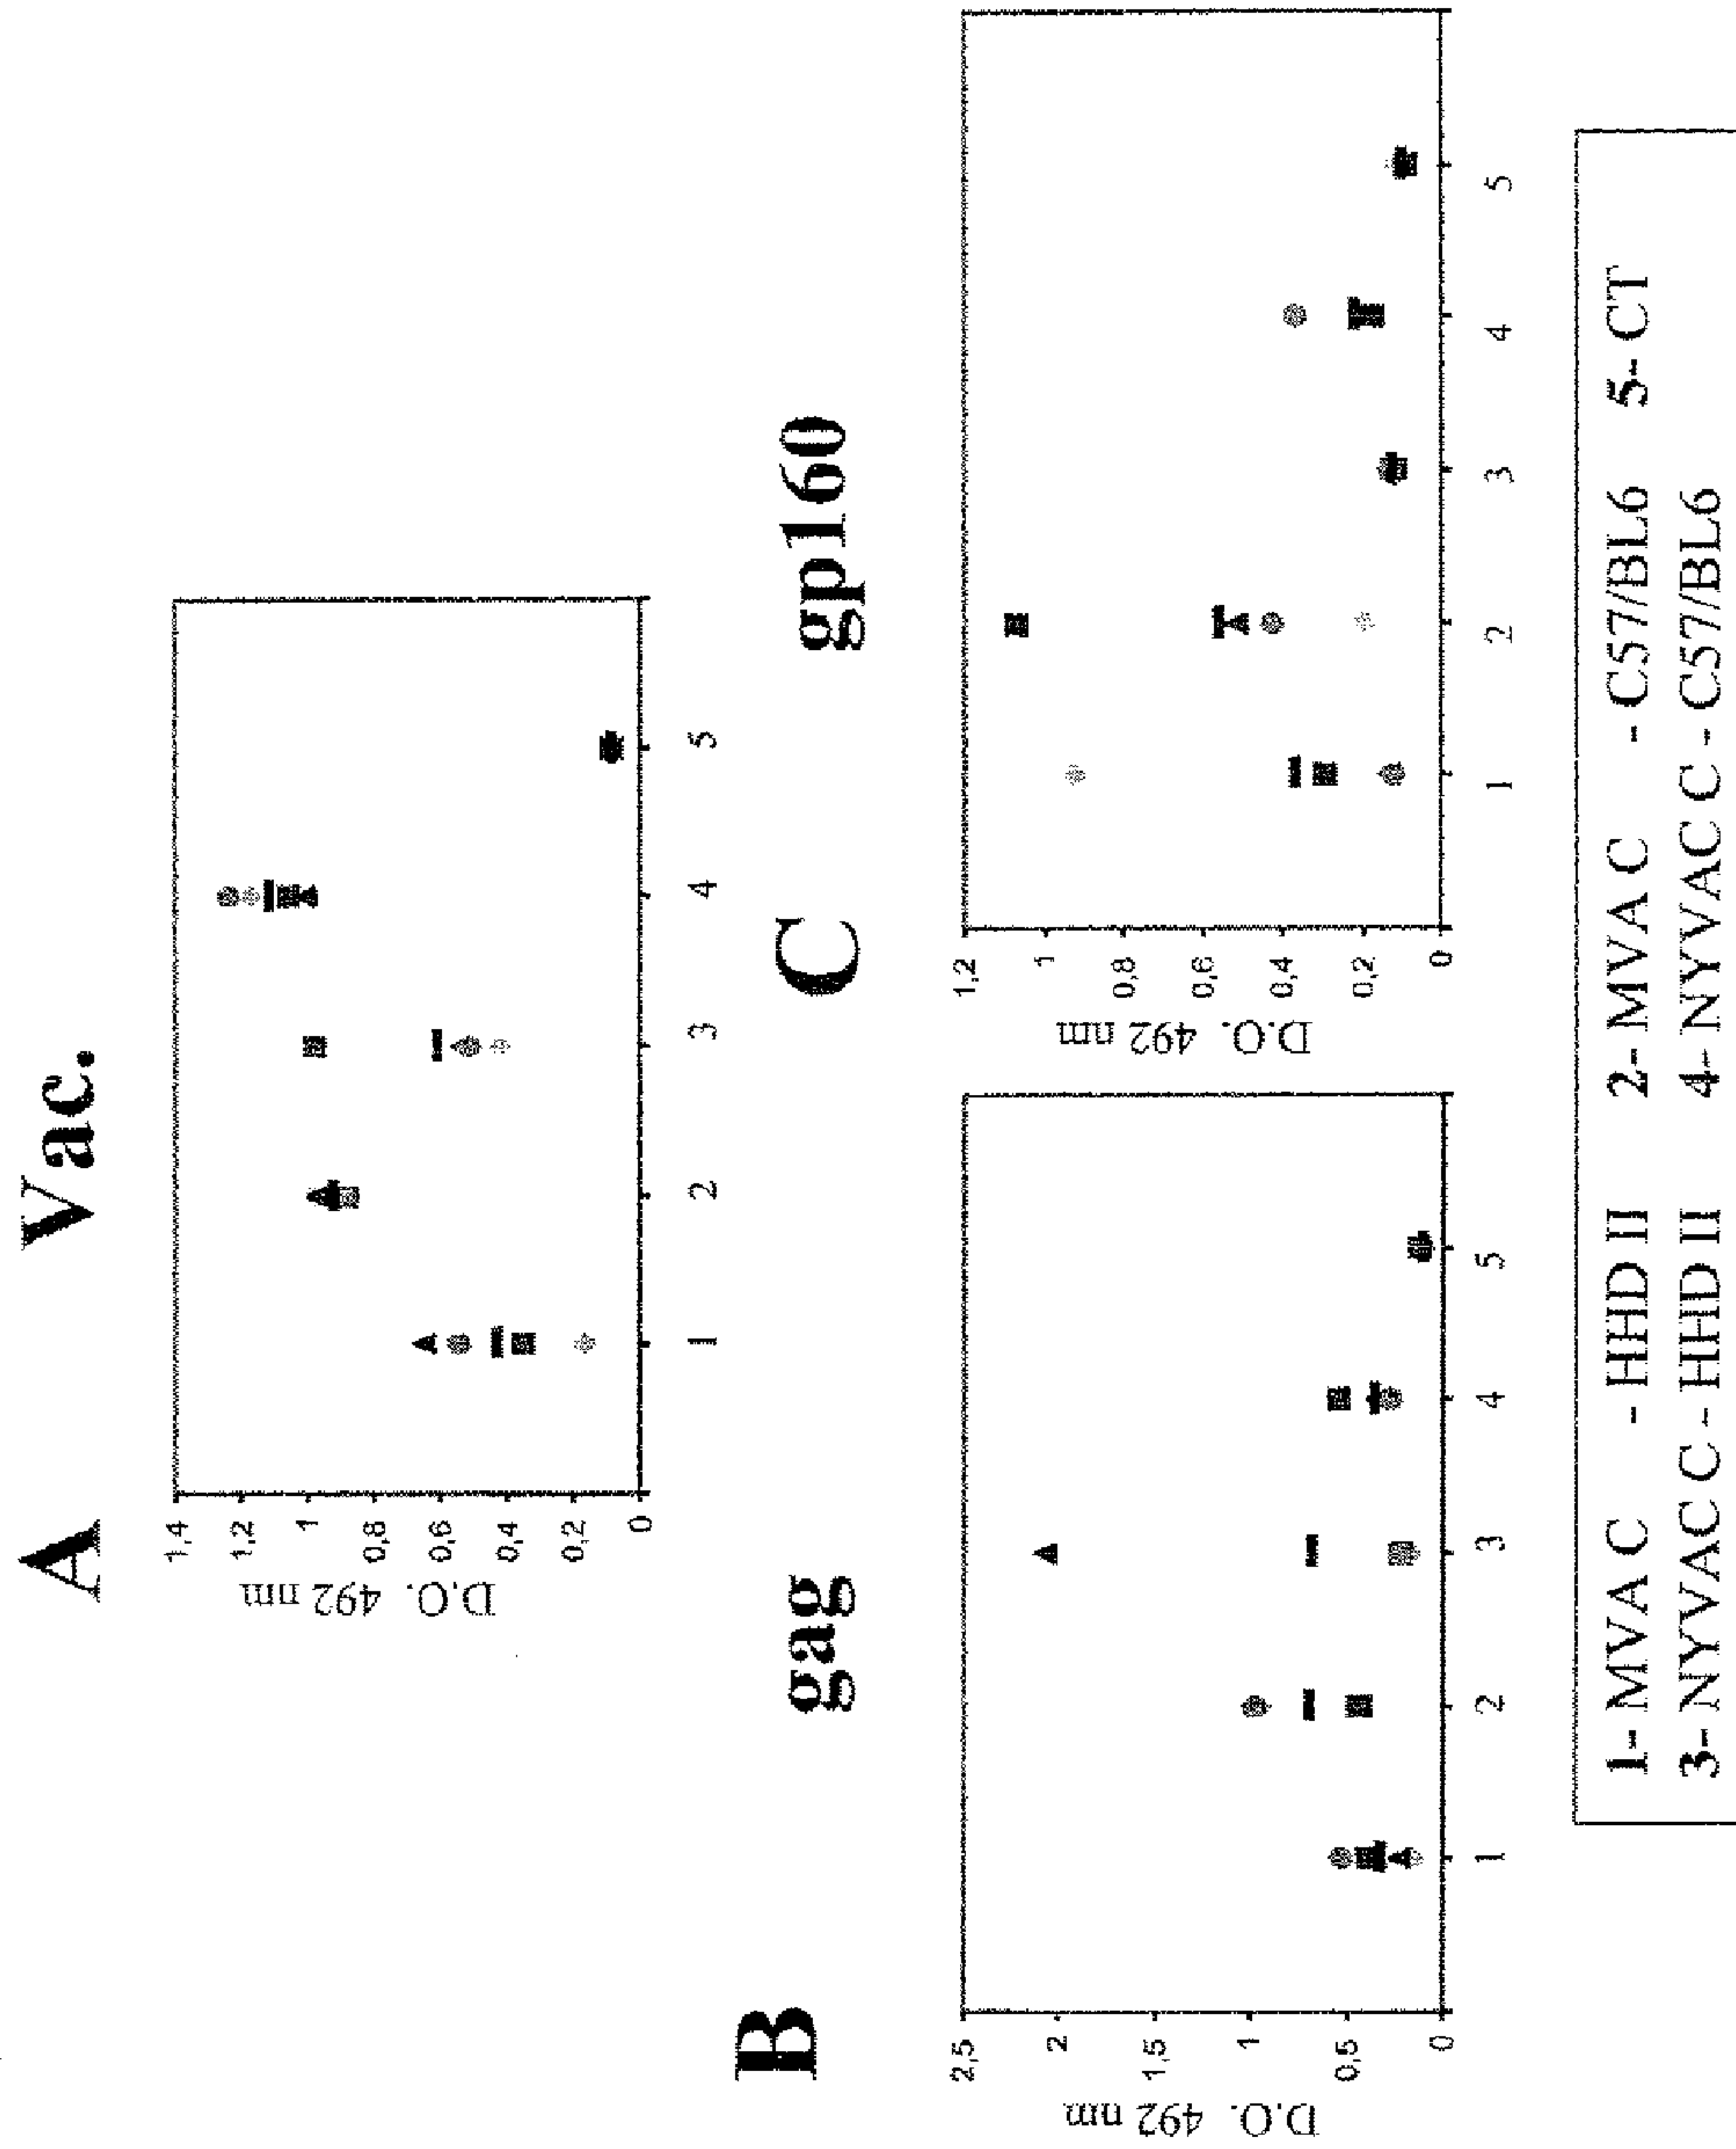 A Vac.
D.O. 492 nm
1,4
1,2
1
0,8
0,6
0,4
0,2
0
1 2 3 4 5
B gag
D.O. 492 nm
2,5
2
1,5
1
0,5
0
1 2 3 4 5
C gp160
D.O. 492 nm
1,2
1
0,8
0,6
0,4
0,2
0
1 2 3 4 5
1- MVA C - HHD II 2- MVA C - C57/BL6 5- CT
3- NYVAC C - HHD II 4- NYVAC C - C57/BL6